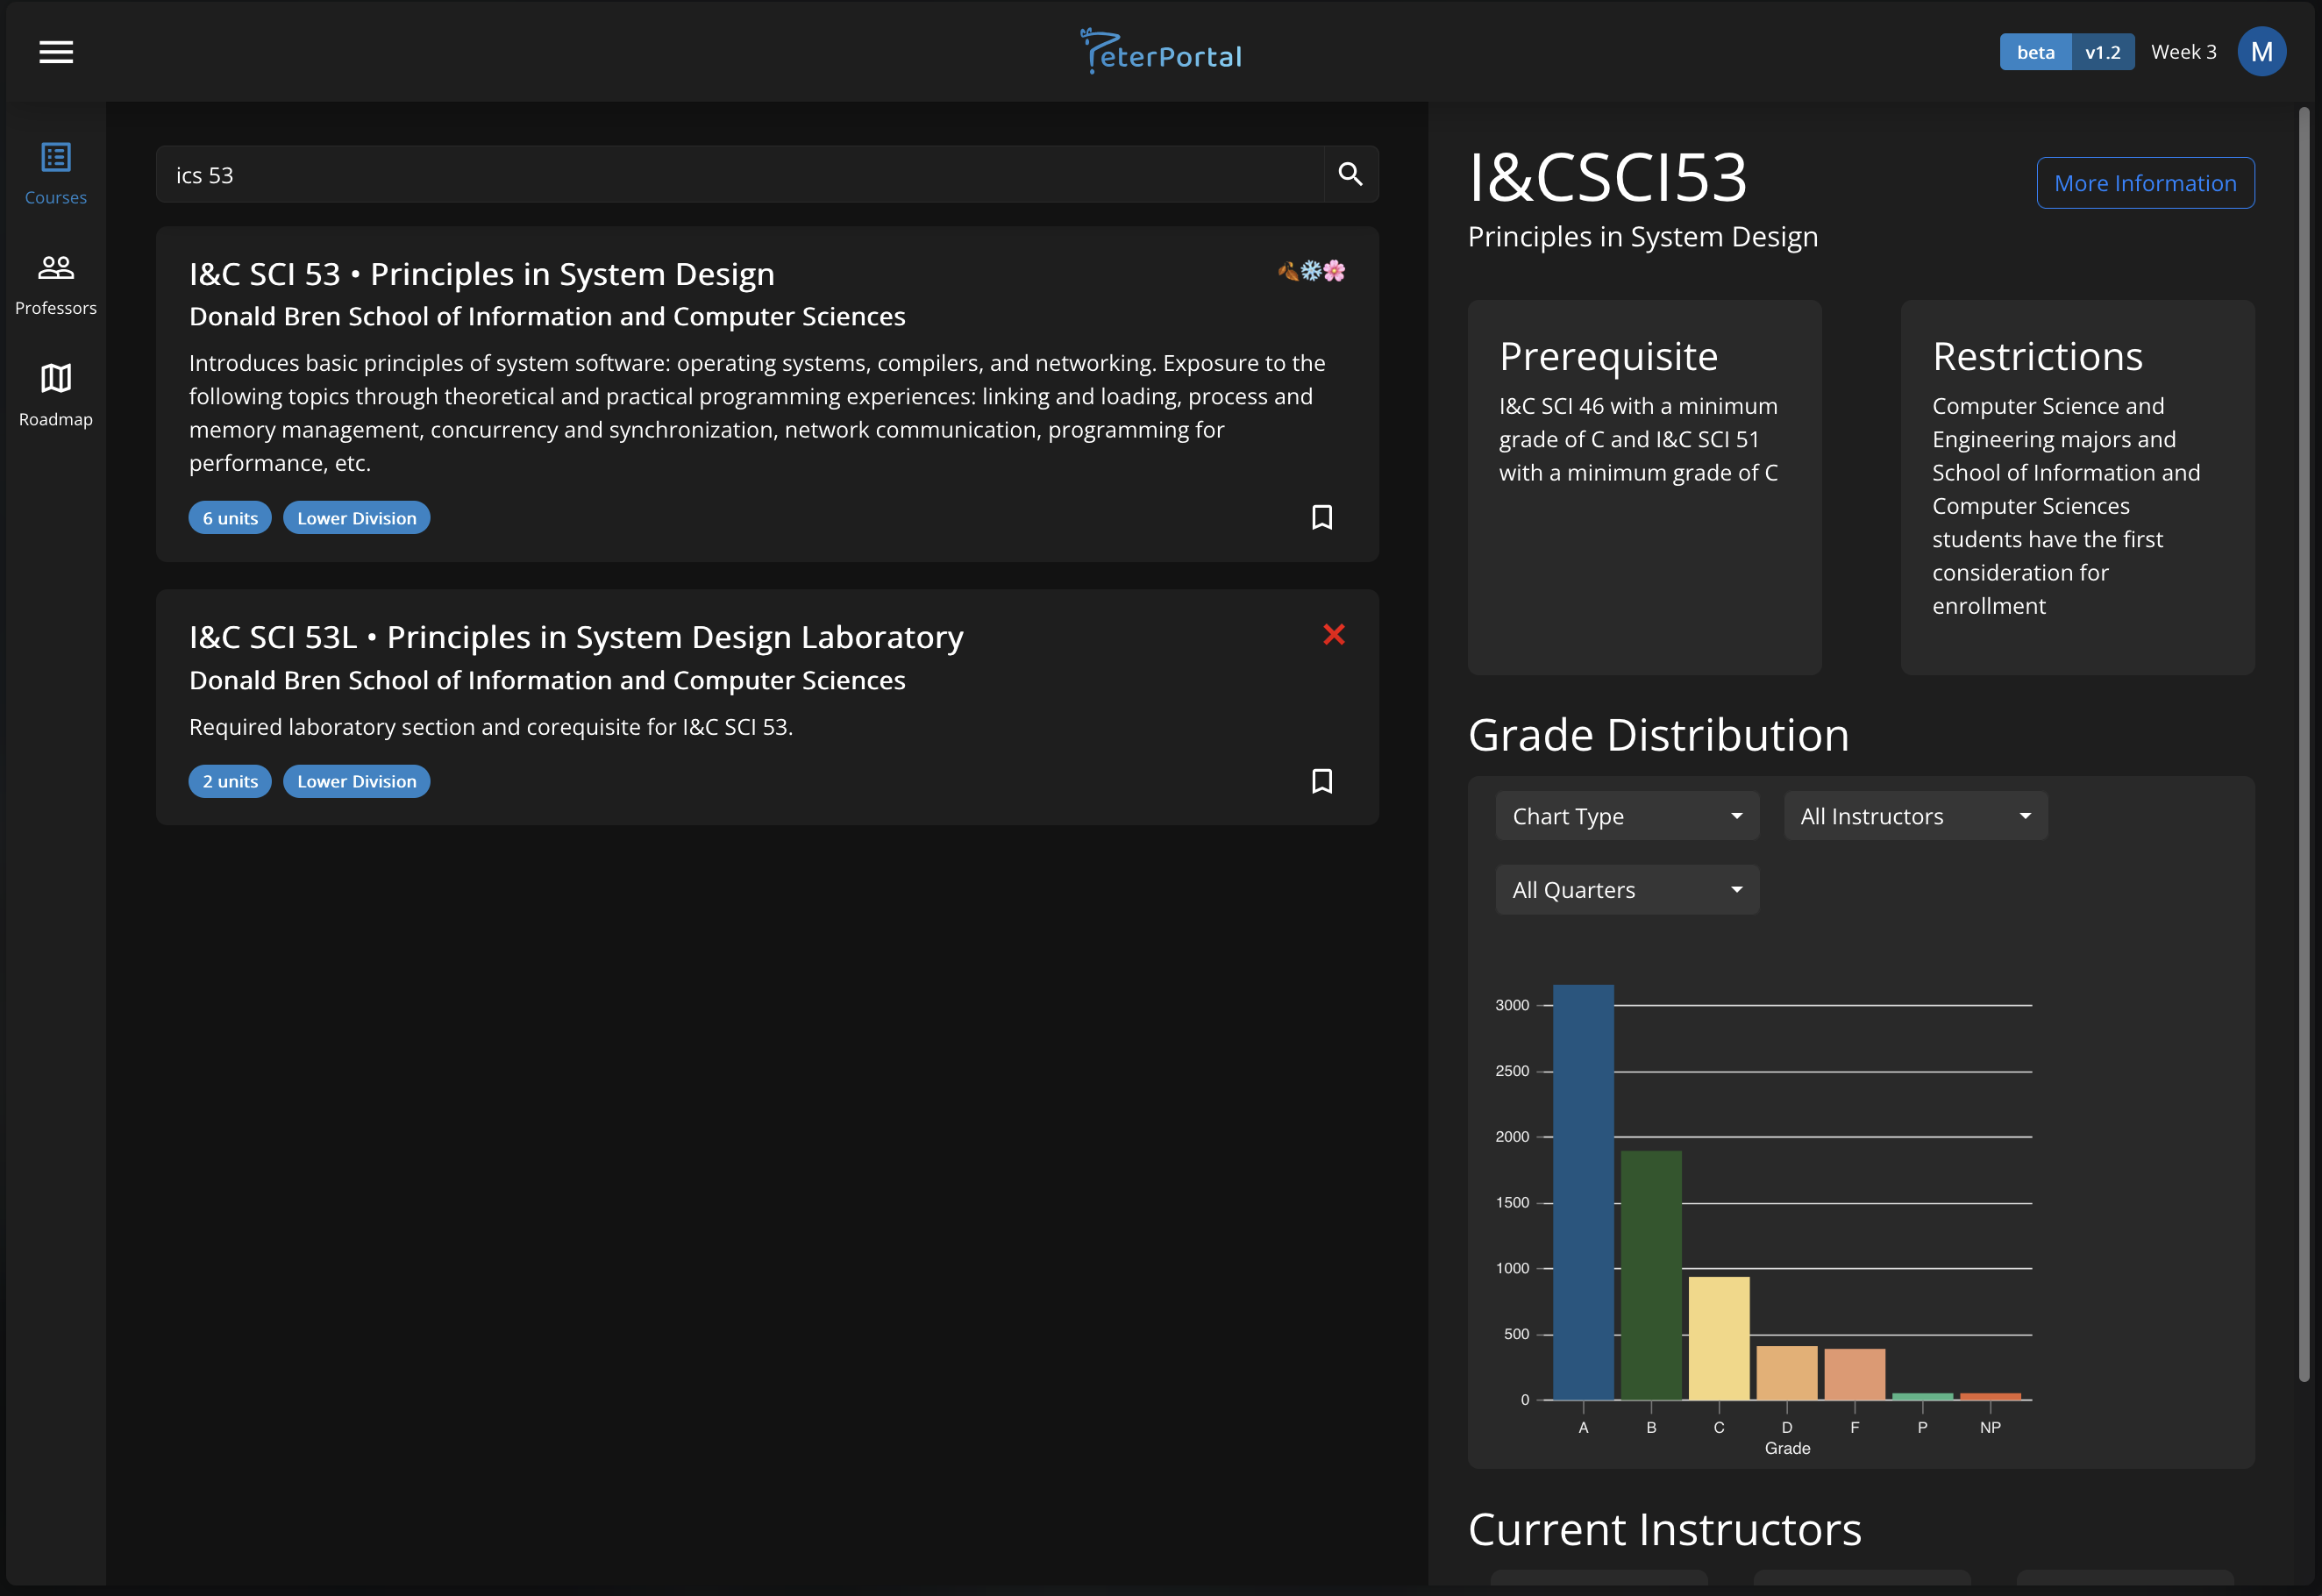 PeterPortal
beta v1.2 Week 3 M
Courses
Professors
Roadmap
ics 53
I&C SCI 53 • Principles in System Design
Donald Bren School of Information and Computer Sciences
Introduces basic principles of system software: operating systems, compilers, and networking. Exposure to the
following topics through theoretical and practical programming experiences: linking and loading, process and
memory management, concurrency and synchronization, network communication, programming for
performance, etc.
6 units Lower Division
I&C SCI 53L • Principles in System Design Laboratory
Donald Bren School of Information and Computer Sciences
Required laboratory section and corequisite for I&C SCI 53.
2 units Lower Division
I&CSCI53
More Information
Principles in System Design
Prerequisite
I&C SCI 46 with a minimum
grade of C and I&C SCI 51
with a minimum grade of C
Restrictions
Computer Science and
Engineering majors and
School of Information and
Computer Sciences
students have the first
consideration for
enrollment
Grade Distribution
Chart Type All Instructors
All Quarters
3000
2500
2000
1500
1000
500
0
A B C D F P NP
Grade
Current Instructors